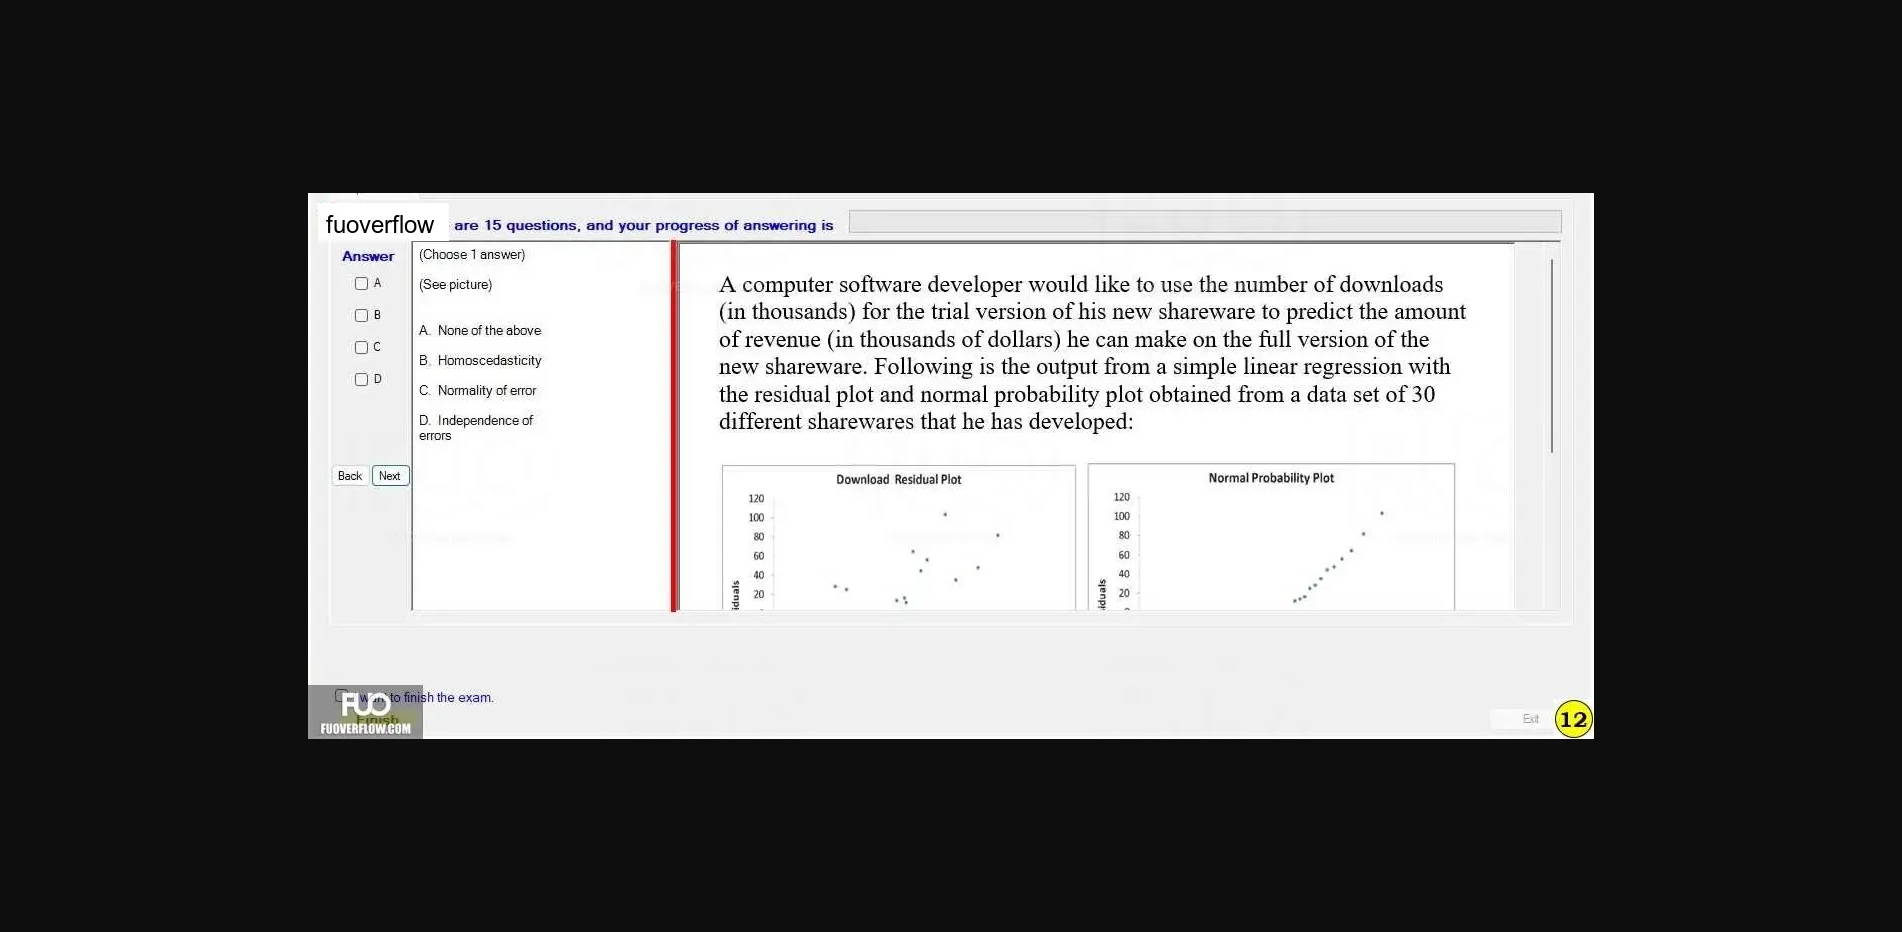 fuoverflow are 15 questions, and your progress of answering is
Answer
A
B
C
D
Back Next
(Choose 1 answer)
(See picture)
A. None of the above
B. Homoscedasticity
C. Normality of error
D. Independence of
errors
A computer software developer would like to use the number of downloads
(in thousands) for the trial version of his new shareware to predict the amount
of revenue (in thousands of dollars) he can make on the full version of the
new shareware. Following is the output from a simple linear regression with
the residual plot and normal probability plot obtained from a data set of 30
different sharewares that he has developed:
Download Residual Plot
120
100
80
60
40
20
iduals
Normal Probability Plot
120
100
80
60
40
20
iduals
want to finish the exam.
Finish
FUO
FUOVERFLOW.COM
Exit
12